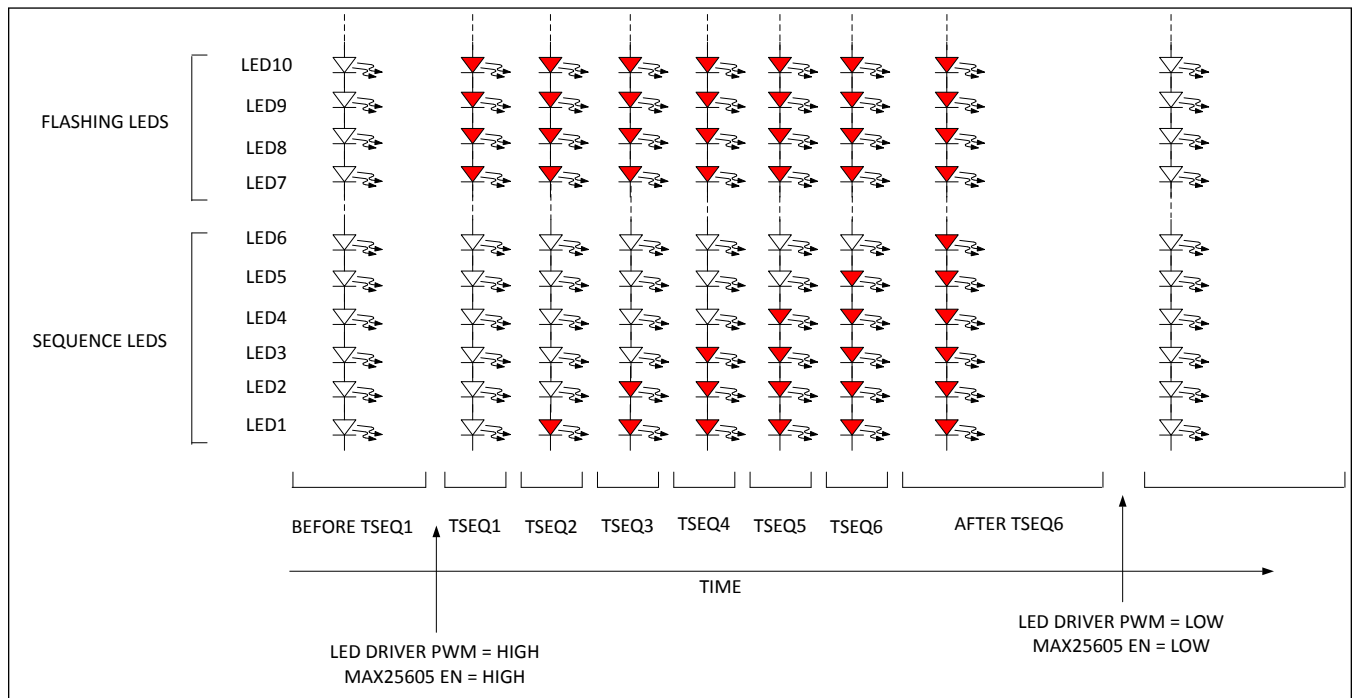 LED10
LED9
FLASHING LEDS
LED8
LED7
LED6
LED5
LED4
SEQUENCE LEDS
LED3
LED2
LED1
BEFORE TSEQ1 TSEQ1 TSEQ2 TSEQ3 TSEQ4 TSEQ5 TSEQ6 AFTER TSEQ6
TIME
LED DRIVER PWM = HIGH
MAX25605 EN = HIGH
LED DRIVER PWM = LOW
MAX25605 EN = LOW